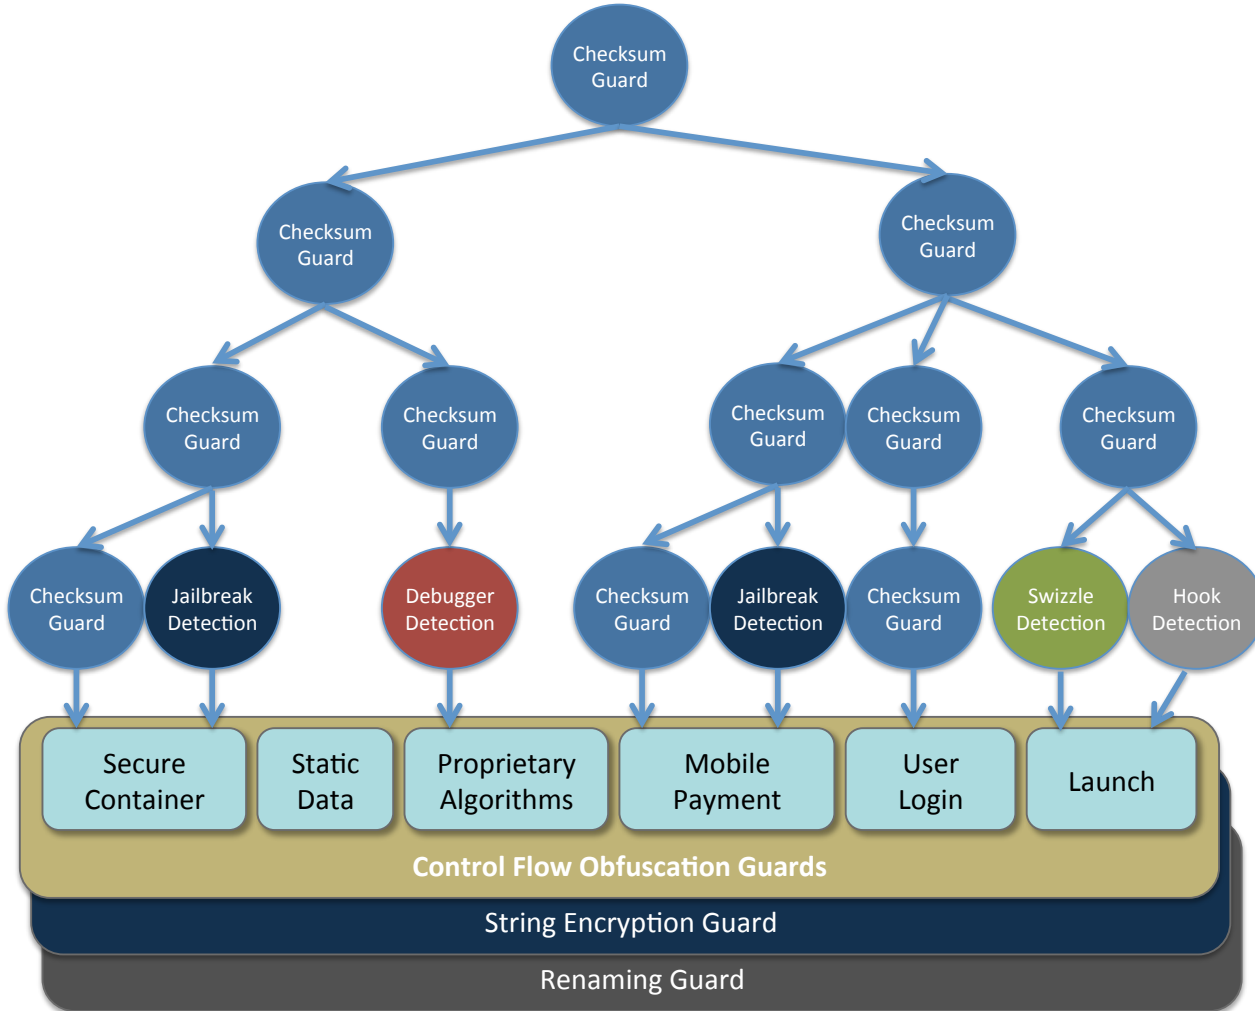 Checksum
Guard
Checksum
Guard
Checksum
Guard
Checksum
Guard
Checksum
Guard
Checksum
Guard
Checksum
Guard
Checksum
Guard
Checksum
Guard
Jailbreak
Detection
Debugger
Detection
Checksum
Guard
Jailbreak
Detection
Checksum
Guard
Swizzle
Detection
Hook
Detection
Secure
Container
Static
Data
Proprietary
Algorithms
Mobile
Payment
User
Login
Launch
Control Flow Obfuscation Guards
String Encryption Guard
Renaming Guard